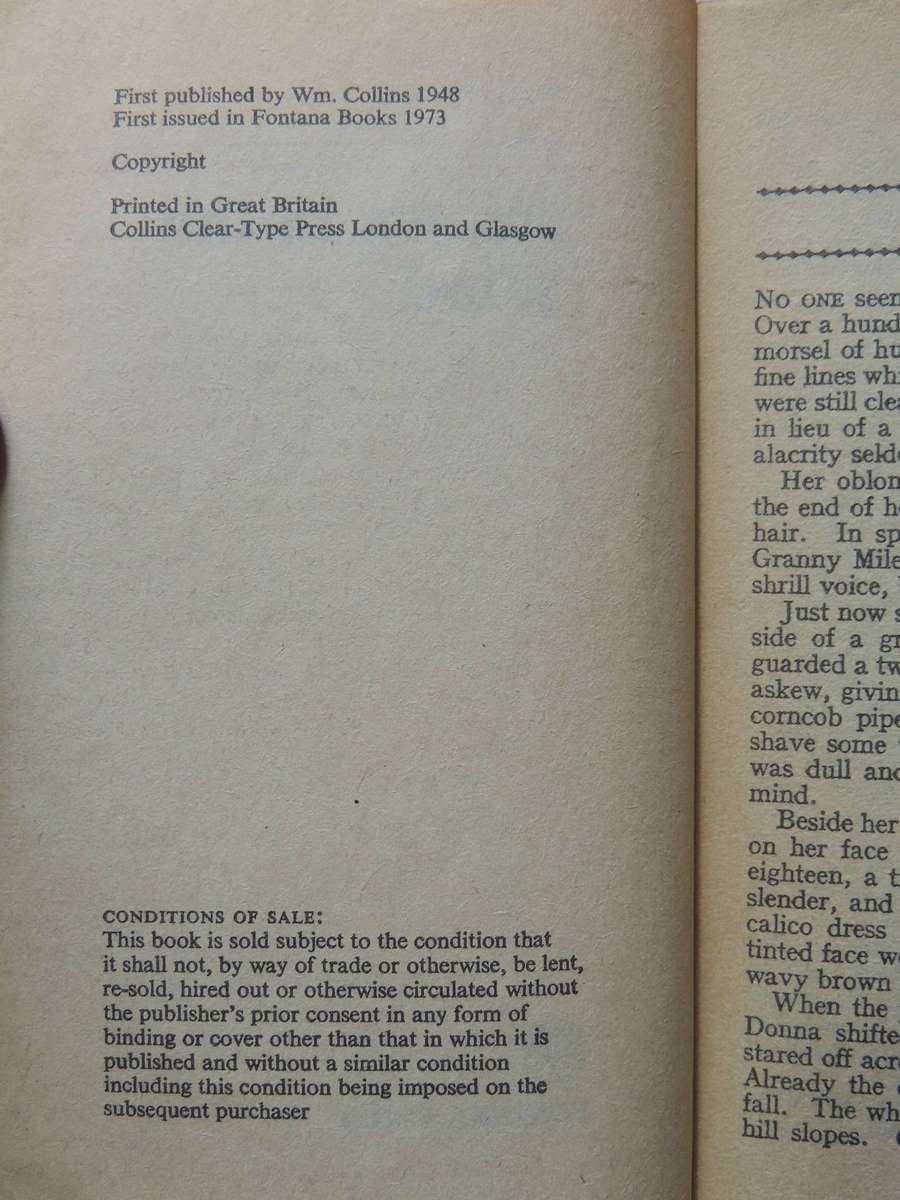 First published by Wm. Collins 1948
First issued in Fontana Books 1973
Copyright
Printed in Great Britain
Collins Clear-Type Press London and Glasgow
CONDITIONS OF SALE:
This book is sold subject to the condition that
it shall not, by way of trade or otherwise, be lent,
re-sold, hired out or otherwise circulated without
the publisher's prior consent in any form of
binding or cover other than that in which it is
published and without a similar condition
including this condition being imposed on the
subsequent purchaser
NO ONE
Over a
morsel of
fine lines
were still
in lieu of a
alacrity
Her
the end of
hair. In
Granny
shrill voice,
Just now
side of a
guarded a
askew,
corncob
shave some
was dull
mind.
Beside her
on her face
eighteen, a
slender, and
calico dress
tinted face
wavy brown
When the
Donna
stared off
Already the
fall. The
hill slopes.